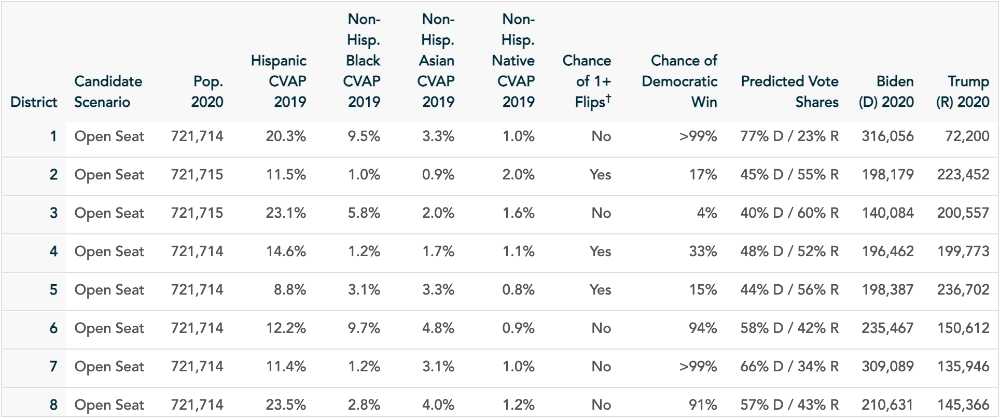 District Candidate Scenario Pop. 2020 Hispanic CVAP 2019 Non-Hisp. Black CVAP 2019 Non-Hisp. Asian CVAP 2019 Non-Hisp. Native CVAP 2019 Chance of 1+ Flips† Chance of Democratic Win Predicted Vote Shares Biden (D) 2020 Trump (R) 2020
1 Open Seat 721,714 20.3% 9.5% 3.3% 1.0% No >99% 77% D / 23% R 316,056 72,200
2 Open Seat 721,715 11.5% 1.0% 0.9% 2.0% Yes 17% 45% D / 55% R 198,179 223,452
3 Open Seat 721,715 23.1% 5.8% 2.0% 1.6% No 4% 40% D / 60% R 140,084 200,557
4 Open Seat 721,714 14.6% 1.2% 1.7% 1.1% Yes 33% 48% D / 52% R 196,462 199,773
5 Open Seat 721,714 8.8% 3.1% 3.3% 0.8% Yes 15% 44% D / 56% R 198,387 236,702
6 Open Seat 721,714 12.2% 9.7% 4.8% 0.9% No 94% 58% D / 42% R 235,467 150,612
7 Open Seat 721,714 11.4% 1.2% 3.1% 1.0% No >99% 66% D / 34% R 309,089 135,946
8 Open Seat 721,714 23.5% 2.8% 4.0% 1.2% No 91% 57% D / 43% R 210,631 145,366